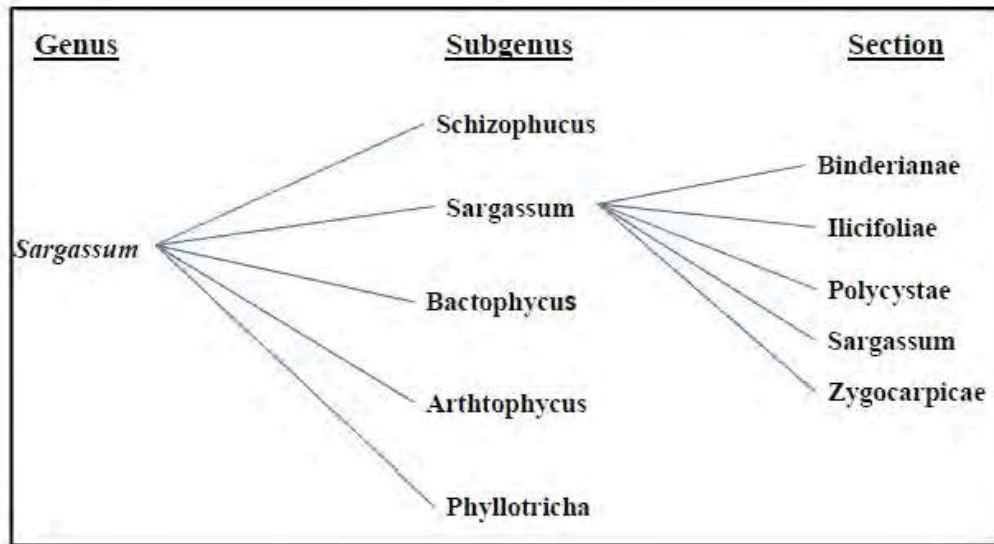 Genus Subgenus Section
Schizophucus
Binderianae
Sargassum
Ilicifoliae
Sargassum
Polycystae
Bactophycus
Sargassum
Zygocarpicae
Arthtophycus
Phyllotricha